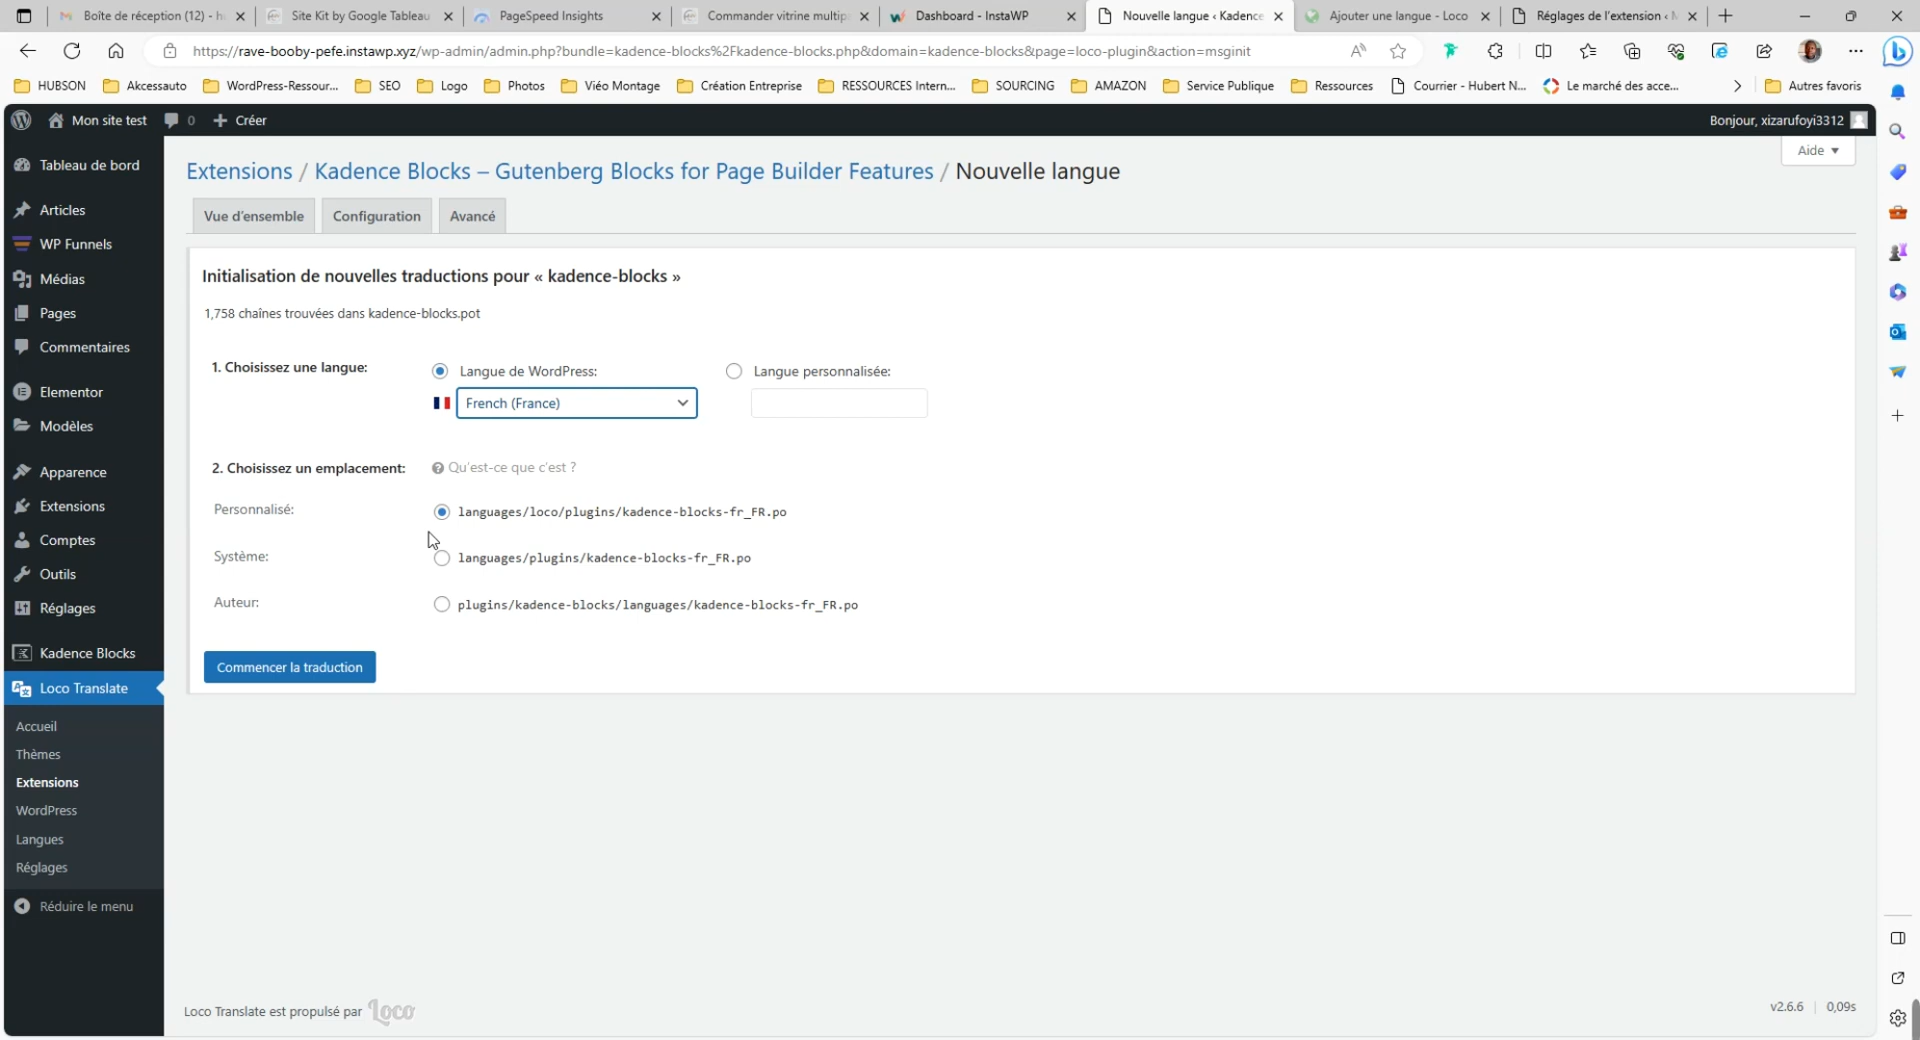 Boîte de réception (12) - h
Site Kit by Google Tableau
PageSpeed Insights
Commander vitrine multip
Dashboard - InstaWP
Nouvelle langue ‹ Kadence
Ajouter une langue - Loco
Réglages de l'extension ‹ M
https://rave-booby-pefe.instawp.xyz/wp-admin/admin.php?bundle=kadence-blocks%2Fkadence-blocks.php&domain=kadence-blocks&page=loco-plugin&action=msginit
HUBSON
Akcessauto
WordPress-Ressour...
SEO
Logo
Photos
Viéo Montage
Création Entreprise
RESSOURCES Intern...
SOURCING
AMAZON
Service Publique
Ressources
Courrier - Hubert N...
Le marché des acce...
Autres favoris
Mon site test
0
Créer
Bonjour, xizarufoyi3312
Aide
Tableau de bord
Articles
WP Funnels
Médias
Pages
Commentaires
Elementor
Modèles
Apparence
Extensions
Comptes
Outils
Réglages
Kadence Blocks
Loco Translate
Accueil
Thèmes
Extensions
WordPress
Langues
Réglages
Réduire le menu
Extensions / Kadence Blocks – Gutenberg Blocks for Page Builder Features / Nouvelle langue
Vue d'ensemble
Configuration
Avancé
Initialisation de nouvelles traductions pour « kadence-blocks »
1,758 chaînes trouvées dans kadence-blocks.pot
1. Choisissez une langue:
Langue de WordPress:
Langue personnalisée:
French (France)
2. Choisissez un emplacement:
Qu'est-ce que c'est ?
Personnalisé:
languages/loco/plugins/kadence-blocks-fr_FR.po
Système:
languages/plugins/kadence-blocks-fr_FR.po
Auteur:
plugins/kadence-blocks/languages/kadence-blocks-fr_FR.po
Commencer la traduction
Loco Translate est propulsé par Loco
v2.6.6
0,09s